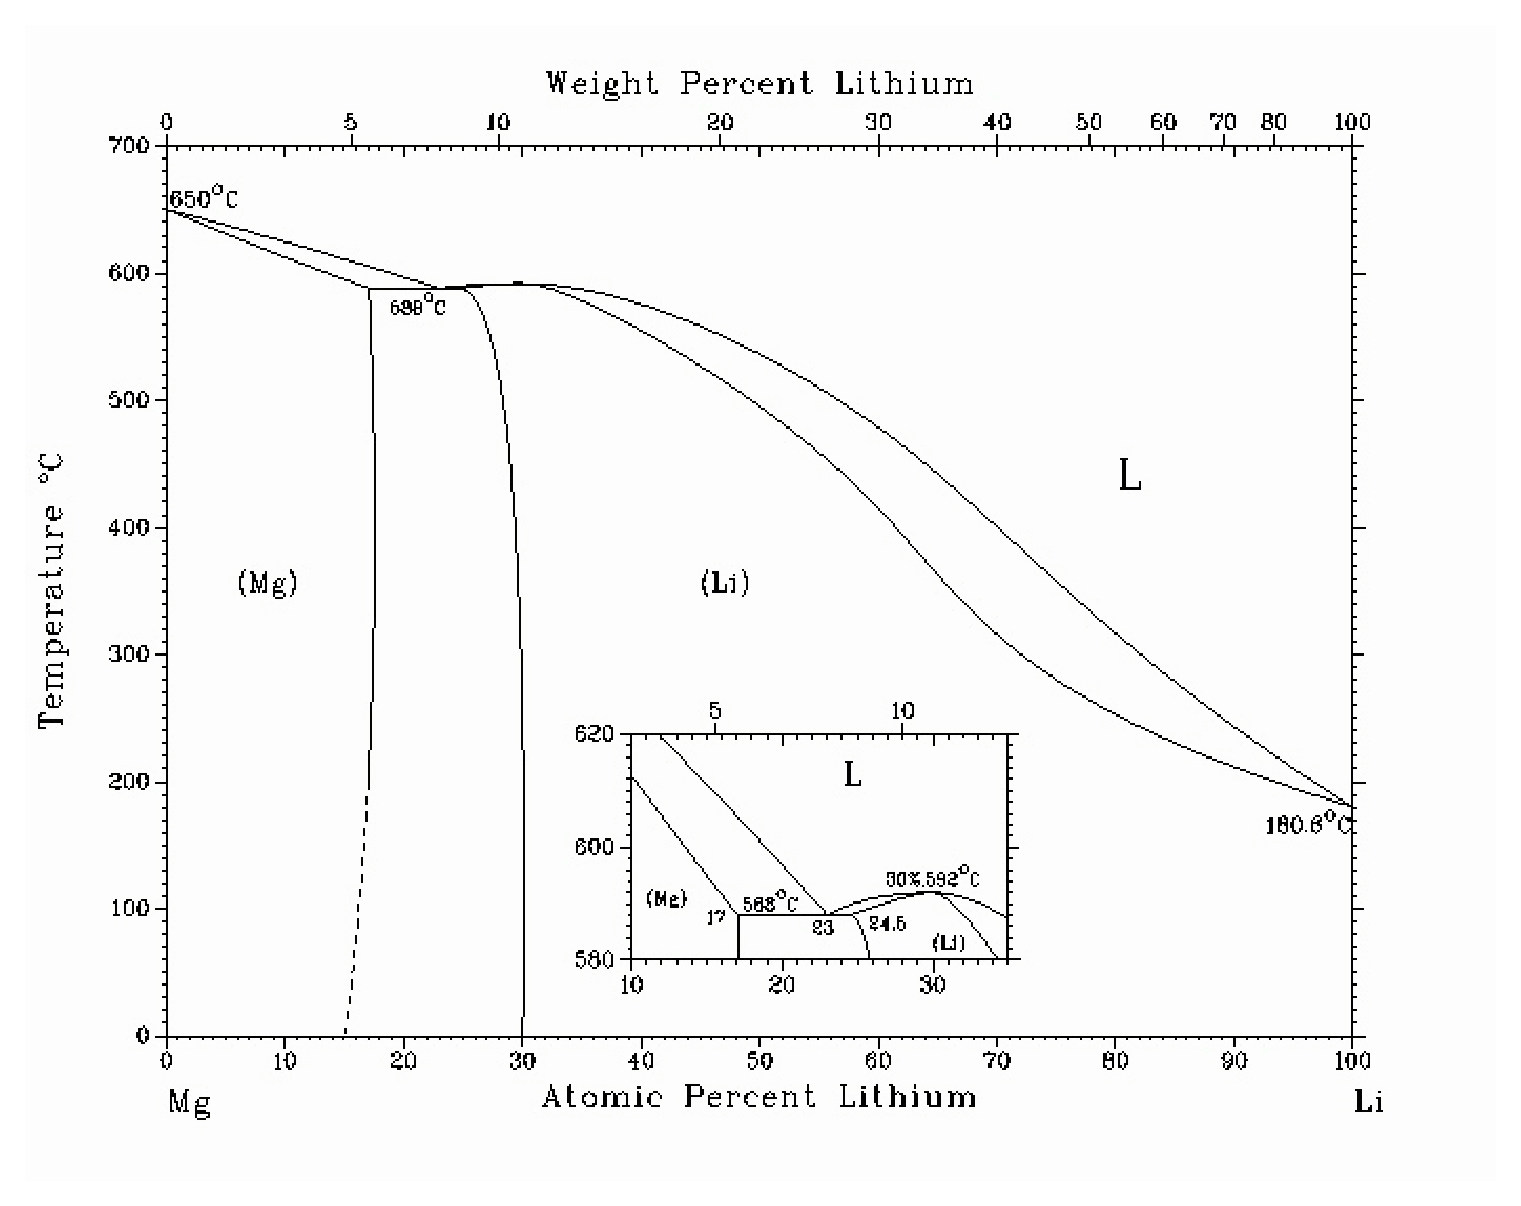 Weight Percent Lithium
0 5 10 20 30 40 50 60 70 80 100
700
650°C
600
500
L
Temperature °C
400
(Mg) (Li)
300
5 10
620
L
200
180.6°C
600
30%,592°C
(Mg)
17
23
24.5
(Li)
100
580
10 20 30
0
0 10 20 30 40 50 60 70 80 90 100
Mg Atomic Percent Lithium Li